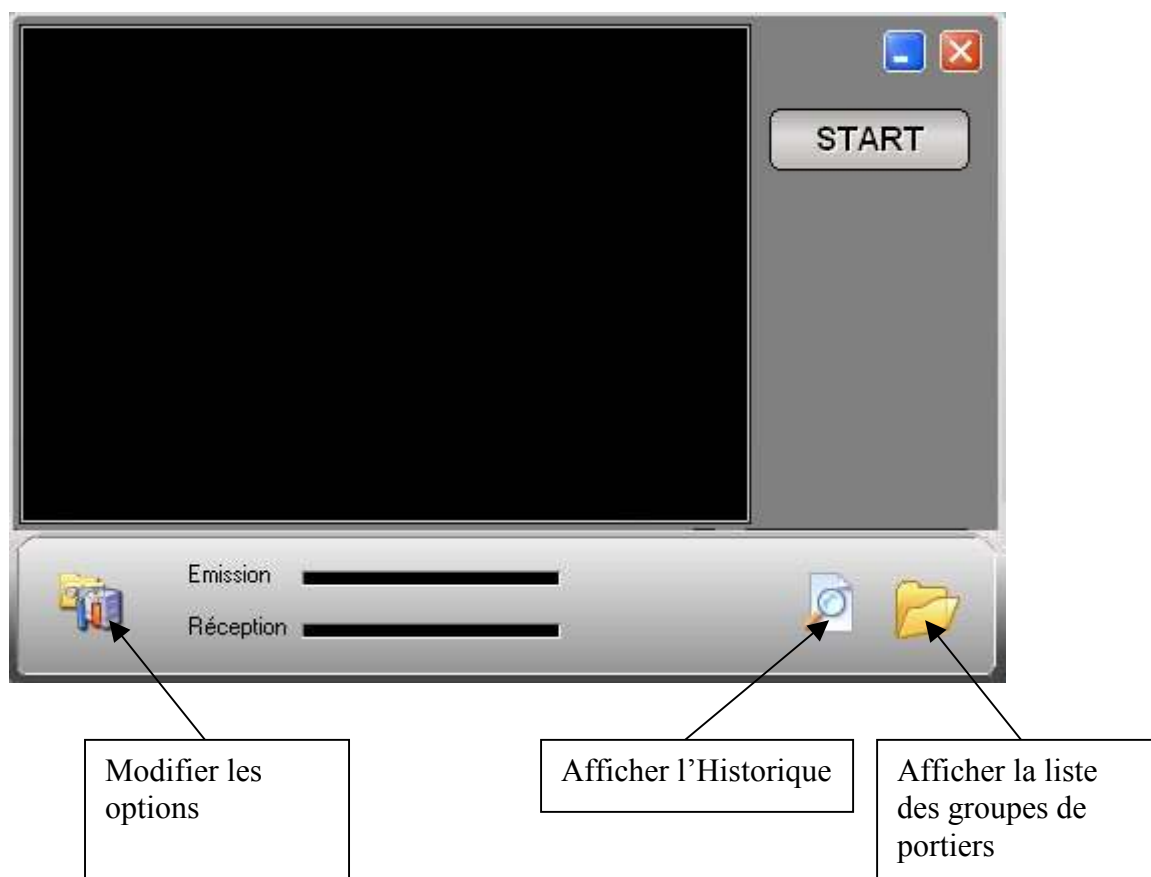 START
Emission
Réception
Modifier les
options
Afficher l’Historique
Afficher la liste
des groupes de
portiers